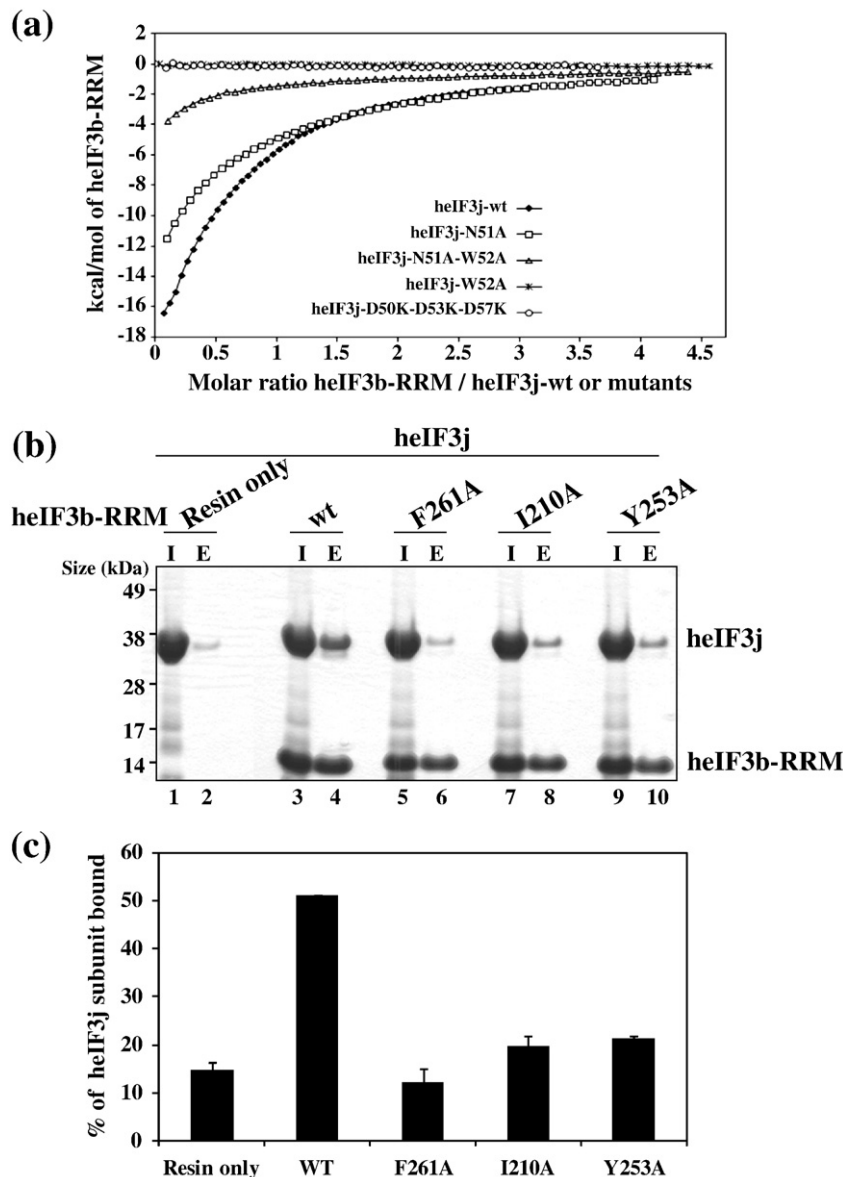 (a)
2
0
-2
-4
-6
-8
-10
-12
-14
-16
-18
kcal/mol of heIF3b-RRM
heIF3j-wt
heIF3j-N51A
heIF3j-N51A-W52A
heIF3j-W52A
heIF3j-D50K-D53K-D57K
0 0.5 1 1.5 2 2.5 3 3.5 4 4.5
Molar ratio heIF3b-RRM / heIF3j-wt or mutants
(b)
heIF3j
heIF3b-RRM Resin only wt F261A I210A Y253A
Size (kDa) I E I E I E I E I E
49
38
28
17
14
heIF3j
heIF3b-RRM
1 2 3 4 5 6 7 8 9 10
(c)
60
50
40
30
20
10
0
% of heIF3j subunit bound
Resin only WT F261A I210A Y253A